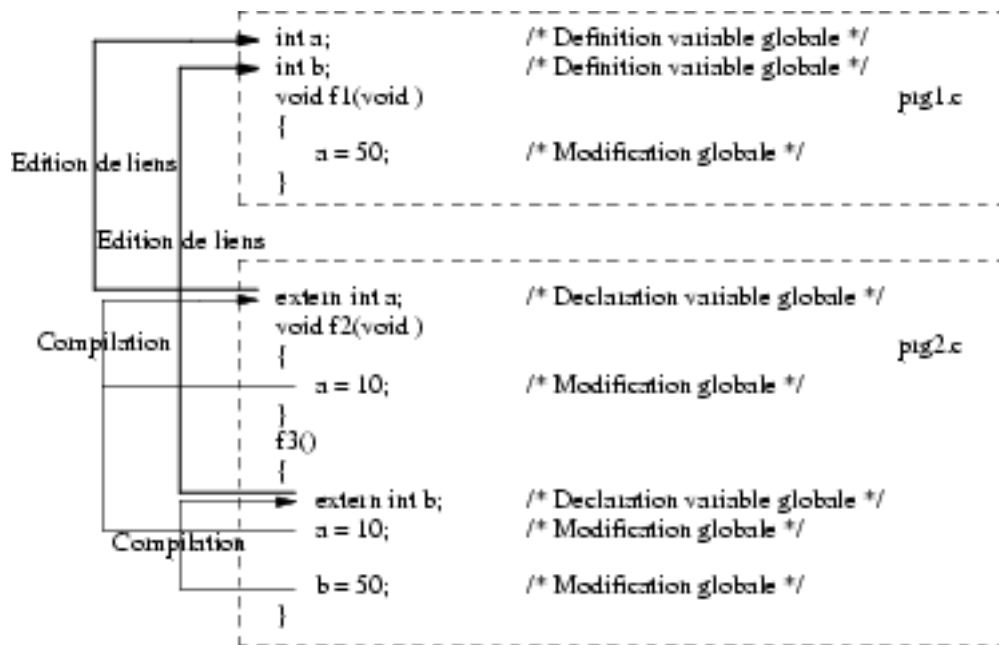 int a; /* Definition variable globale */
int b; /* Definition variable globale */
void f1(void ) prg1.c
{
a = 50; /* Modification globale */
Edition de liens
}
Edition de liens
extern int a; /* Declaration variable globale */
void f2(void )
Compilation prg2.c
{
a = 10; /* Modification globale */
}
f3()
{
extern int b; /* Declaration variable globale */
a = 10; /* Modification globale */
Compilation
b = 50; /* Modification globale */
}